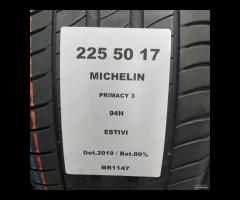 225 50 17
MICHELIN
PRIMACY 3
94H
ESTIVI
Dot.2019 / Bat.80%
BR1147